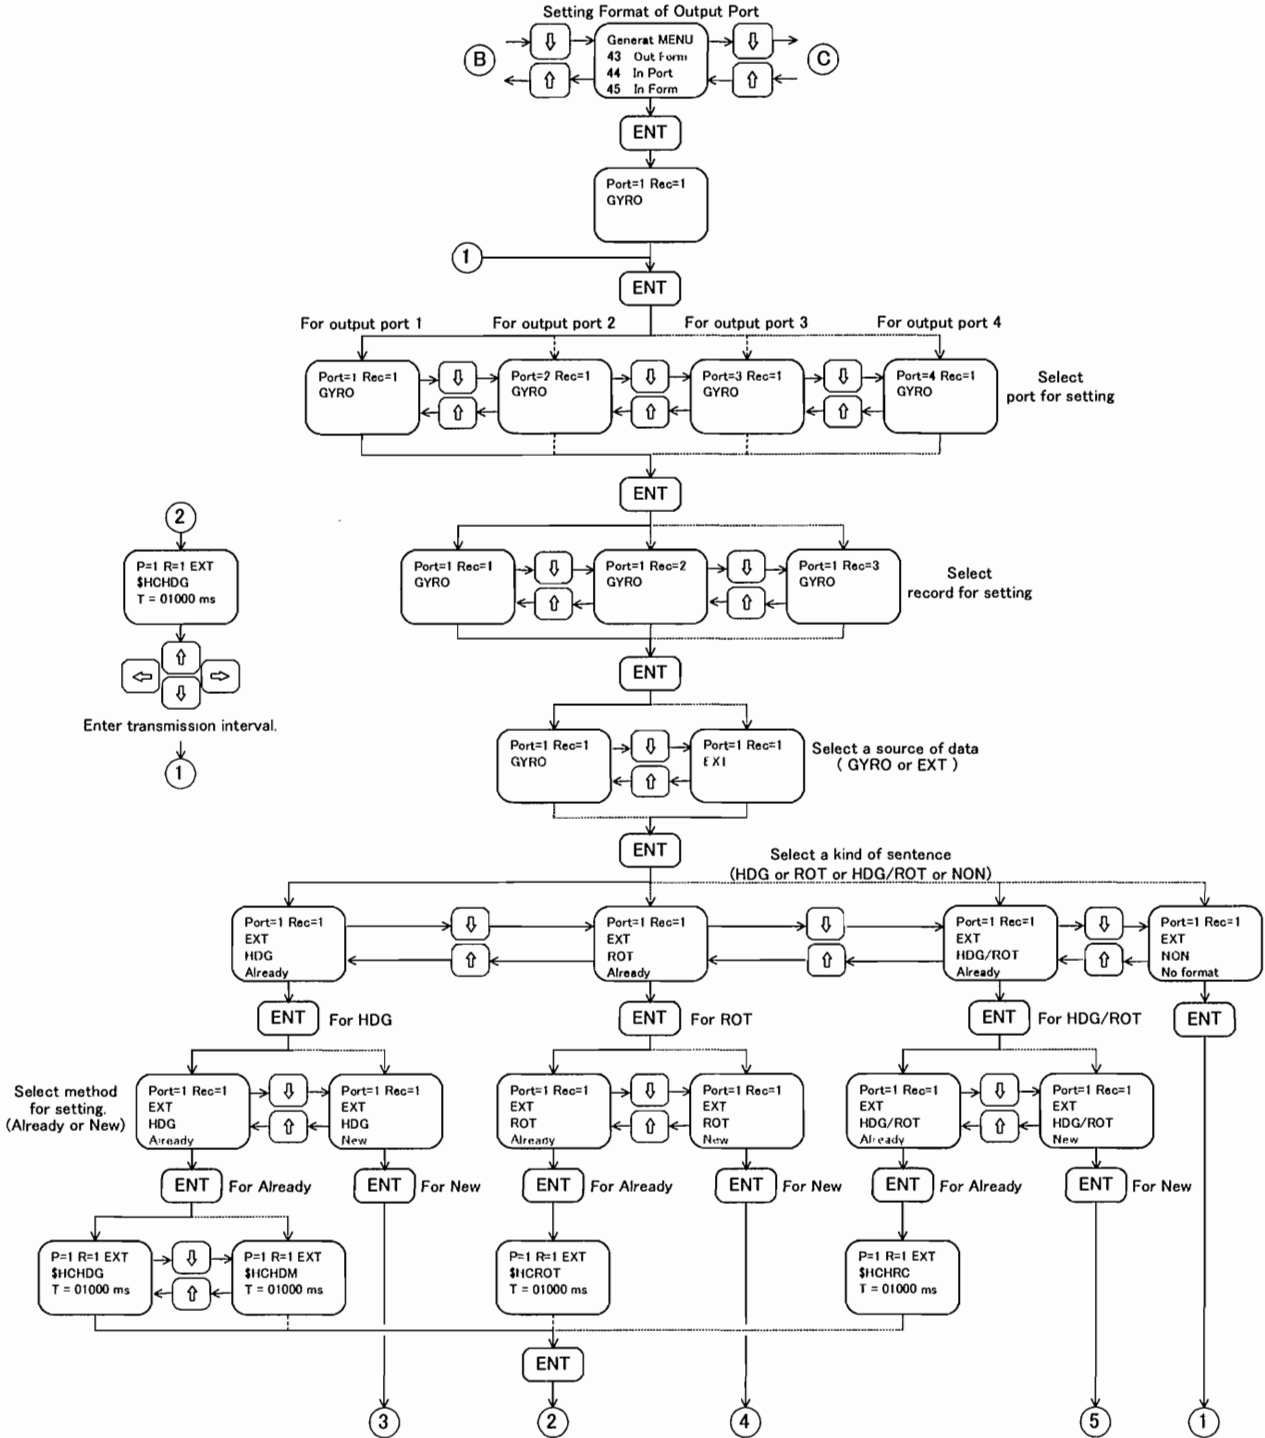 Setting Format of Output Port
B
General MENU
43 Out Form
44 In Port
45 In Form
C
ENT
Port=1 Rec=1
GYRO
1
ENT
For output port 1
For output port 2
For output port 3
For output port 4
Port=1 Rec=1
GYRO
Port=2 Rec=1
GYRO
Port=3 Rec=1
GYRO
Port=4 Rec=1
GYRO
Select
port for setting
ENT
2
P=1 R=1 EXT
$HCHDG
T = 01000 ms
Enter transmission interval.
1
Port=1 Rec=1
GYRO
Port=1 Rec=2
GYRO
Port=1 Rec=3
GYRO
Select
record for setting
ENT
Port=1 Rec=1
GYRO
Port=1 Rec=1
EXT
Select a source of data
( GYRO or EXT )
ENT
Select a kind of sentence
(HDG or ROT or HDG/ROT or NON)
Port=1 Rec=1
EXT
HDG
Already
Port=1 Rec=1
EXT
ROT
Already
Port=1 Rec=1
EXT
HDG/ROT
Already
Port=1 Rec=1
EXT
NON
No format
ENT
For HDG
ENT
For ROT
ENT
For HDG/ROT
ENT
Select method
for setting.
(Already or New)
Port=1 Rec=1
EXT
HDG
Already
Port=1 Rec=1
EXT
HDG
New
Port=1 Rec=1
EXT
ROT
Already
Port=1 Rec=1
EXT
ROT
New
Port=1 Rec=1
EXT
HDG/ROT
Already
Port=1 Rec=1
EXT
HDG/ROT
New
ENT
For Already
ENT
For New
ENT
For Already
ENT
For New
ENT
For Already
ENT
For New
P=1 R=1 EXT
$HCHDG
T = 01000 ms
P=1 R=1 EXT
$HCHDM
T = 01000 ms
P=1 R=1 EXT
$HCROT
T = 01000 ms
P=1 R=1 EXT
$HCHRC
T = 01000 ms
ENT
3
2
4
5
1